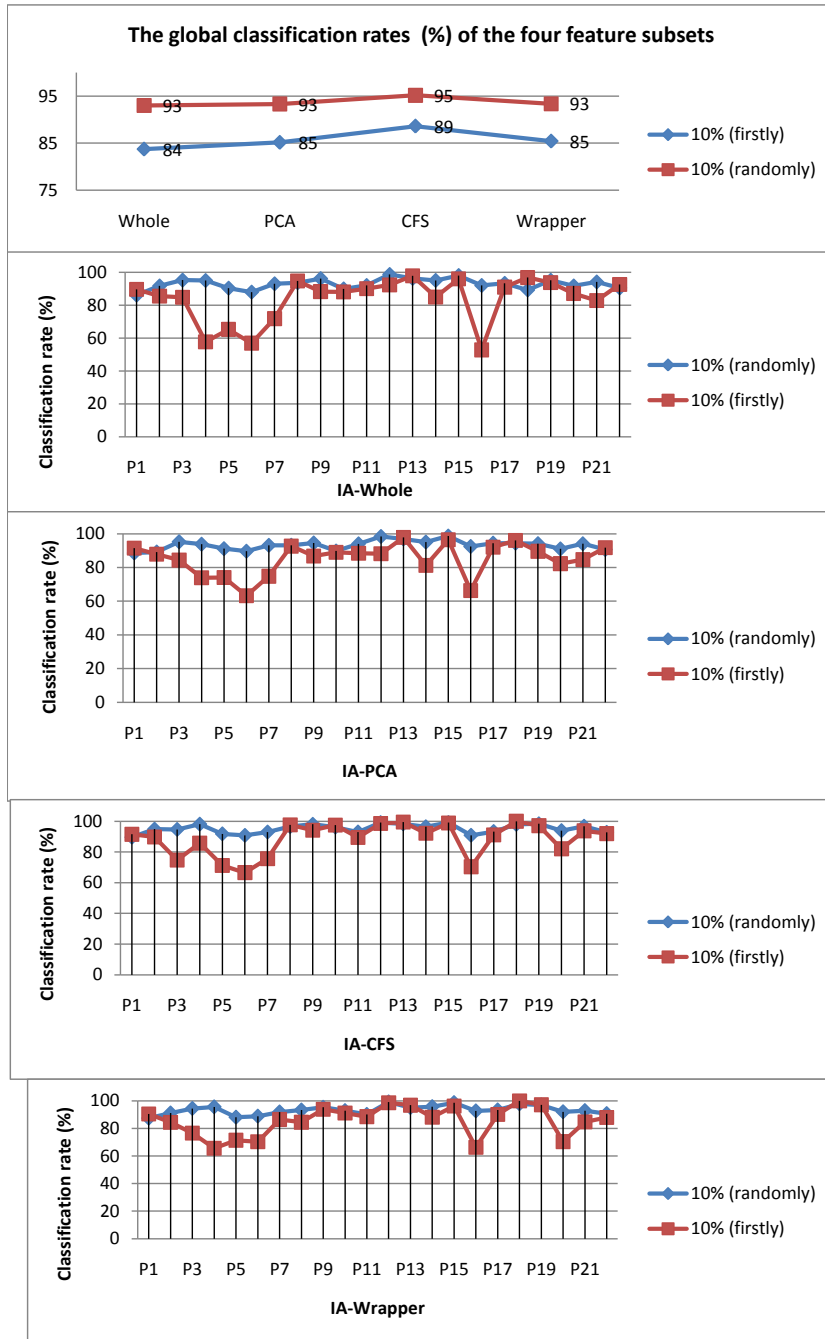 The global classification rates (%) of the four feature subsets
95
85
75
93
93
95
93
84
85
89
85
Whole
PCA
CFS
Wrapper
10% (firstly)
10% (randomly)
Classification rate (%)
100
80
60
40
20
0
P1 P3 P5 P7 P9 P11 P13 P15 P17 P19 P21
IA-Whole
10% (randomly)
10% (firstly)
Classification rate (%)
100
80
60
40
20
0
P1 P3 P5 P7 P9 P11 P13 P15 P17 P19 P21
IA-PCA
10% (randomly)
10% (firstly)
Classification rate (%)
100
80
60
40
20
0
P1 P3 P5 P7 P9 P11 P13 P15 P17 P19 P21
IA-CFS
10% (randomly)
10% (firstly)
Classification rate (%)
100
80
60
40
20
0
P1 P3 P5 P7 P9 P11 P13 P15 P17 P19 P21
IA-Wrapper
10% (randomly)
10% (firstly)